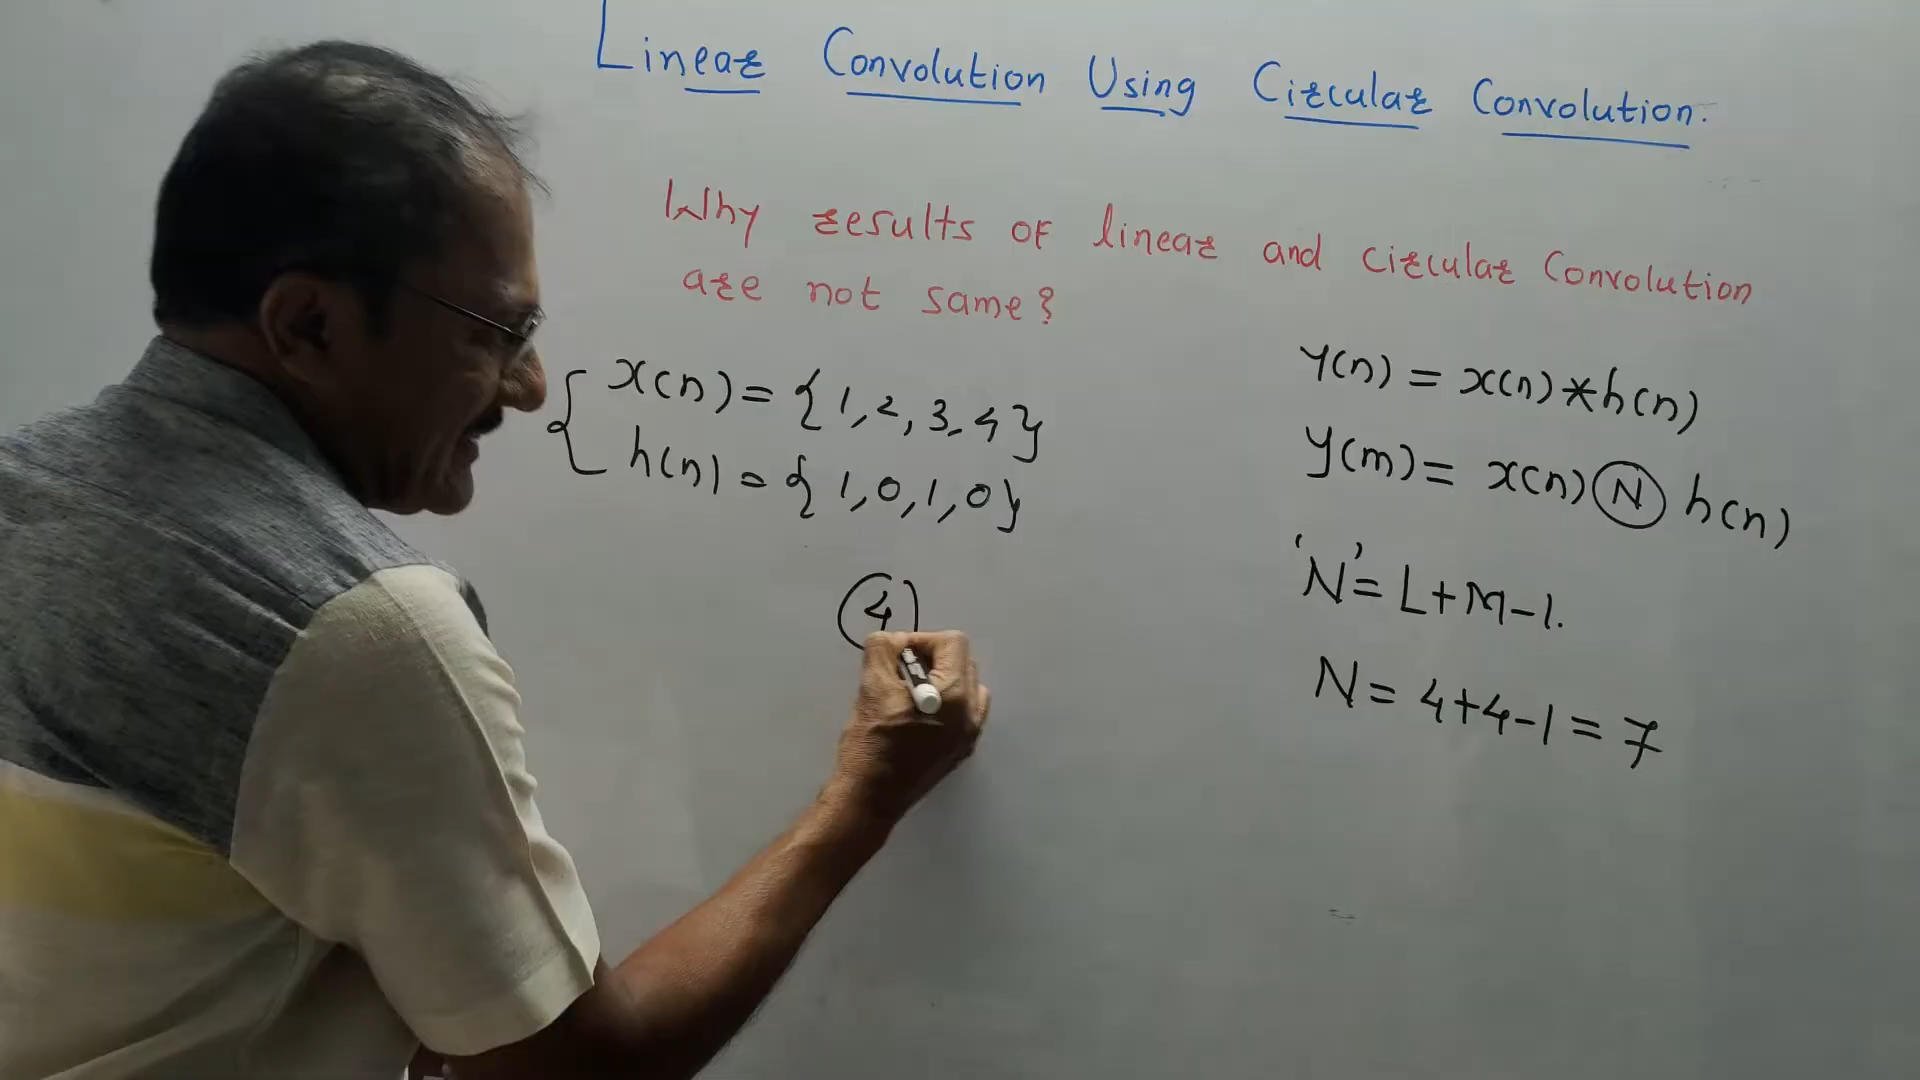 Linear Convolution Using Circular Convolution.
Why results of linear and circular Convolution
are not same?
x(n) = {1,2,3,4}
h(n) = {1,0,1,0}
4
y(n) = x(n) * h(n)
y(m) = x(n) Ⓝ h(n)
'N' = L+M-1.
N = 4+4-1 = 7